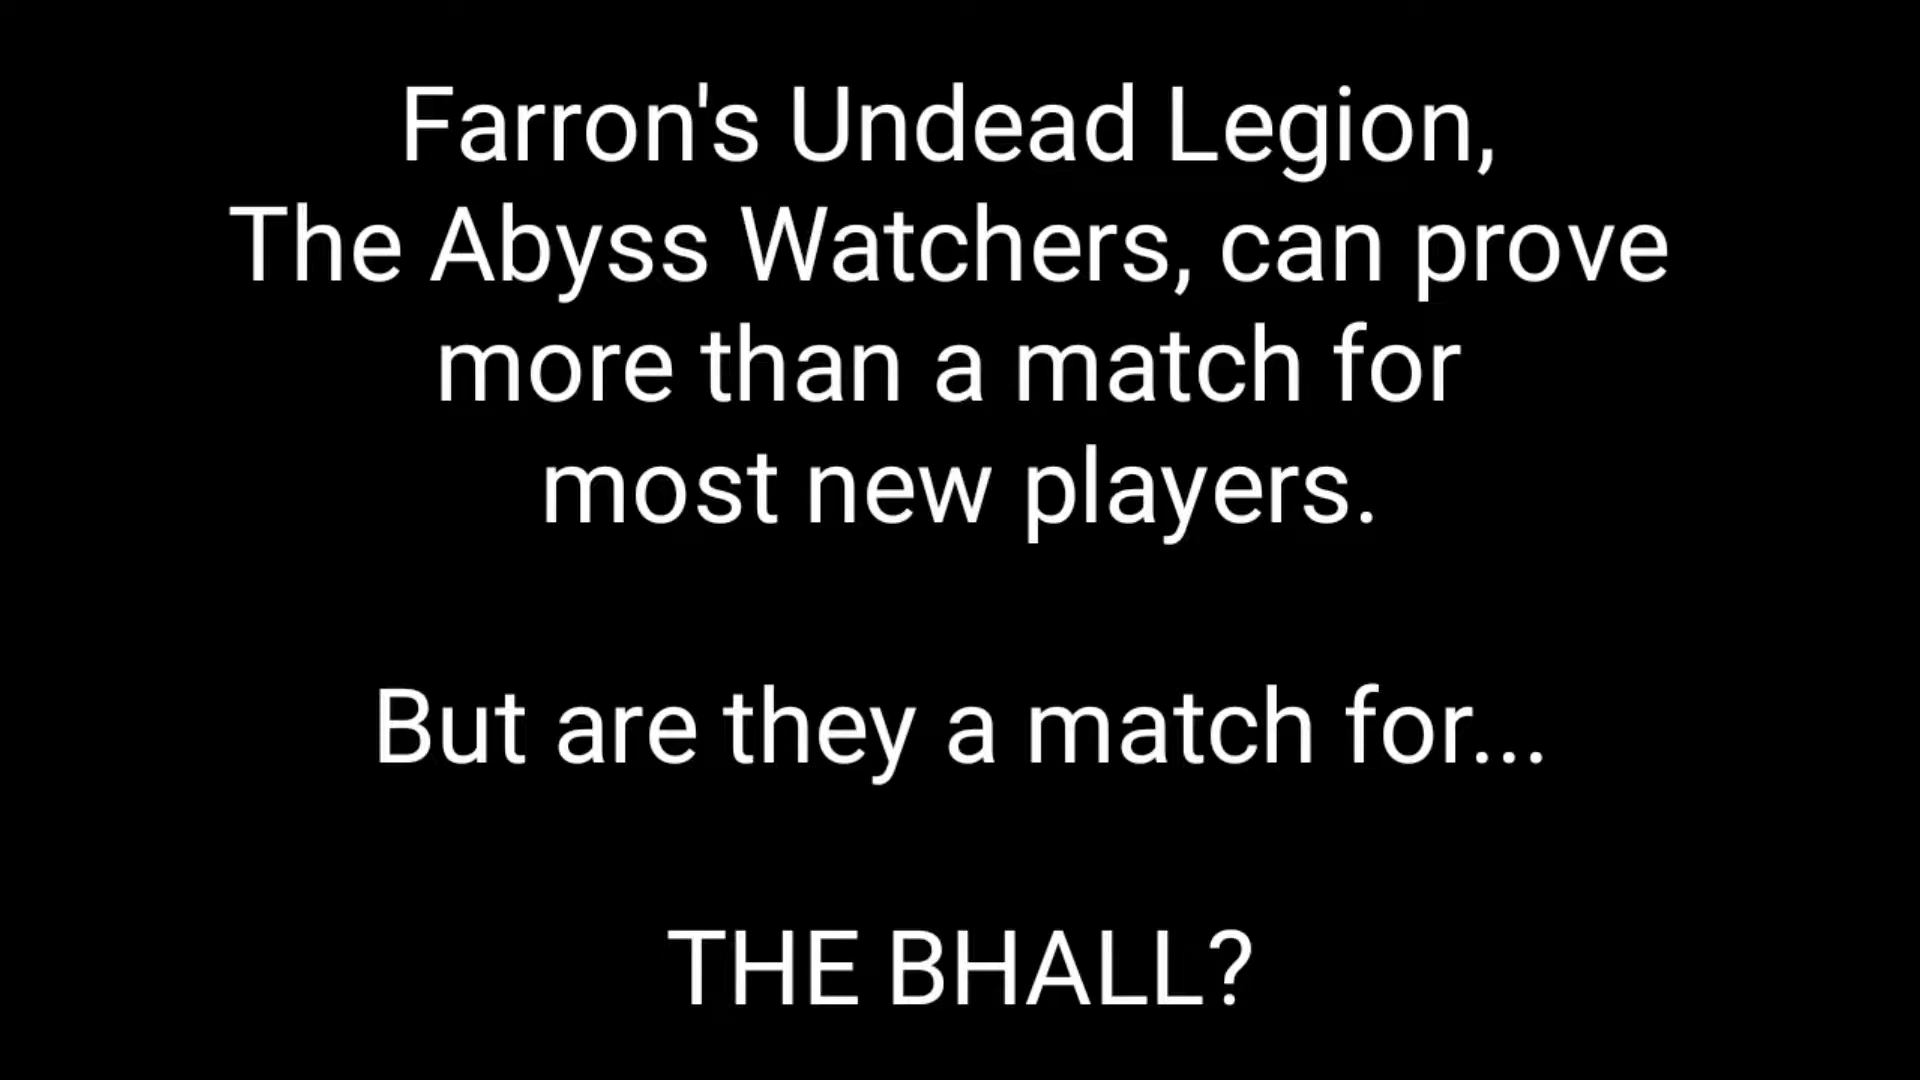 Farron's Undead Legion,
The Abyss Watchers, can prove
more than a match for
most new players.
But are they a match for...
THE BHALL?